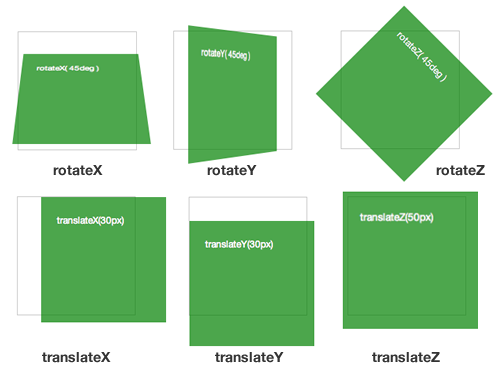 rotateX( 45deg )
rotateY( 45deg )
rotateZ( 45deg )
rotateX
rotateY
rotateZ
translateX(30px)
translateY(30px)
translateZ(50px)
translateX
translateY
translateZ